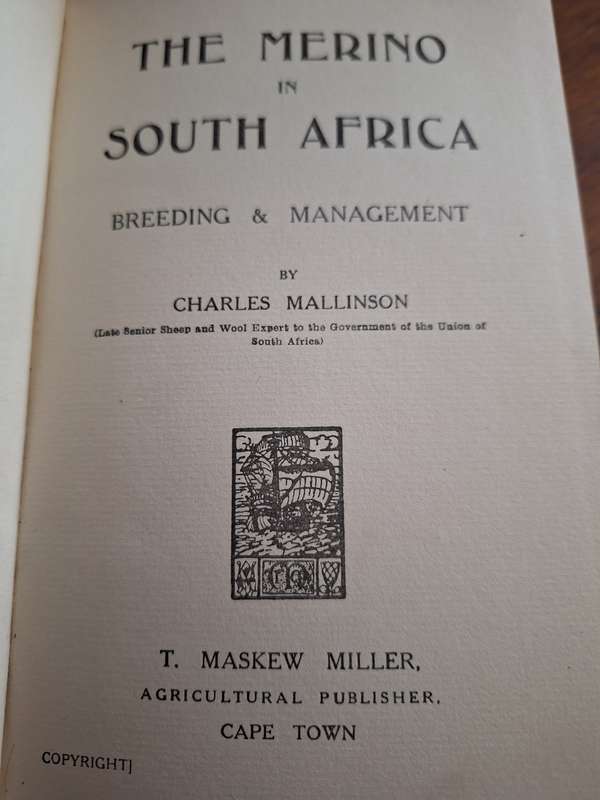 THE MERINO
IN
SOUTH AFRICA
BREEDING & MANAGEMENT
BY
CHARLES MALLINSON
(Late Senior Sheep and Wool Expert to the Government of the Union of
South Africa)
T. MASKEW MILLER,
AGRICULTURAL PUBLISHER,
CAPE TOWN
COPYRIGHT]